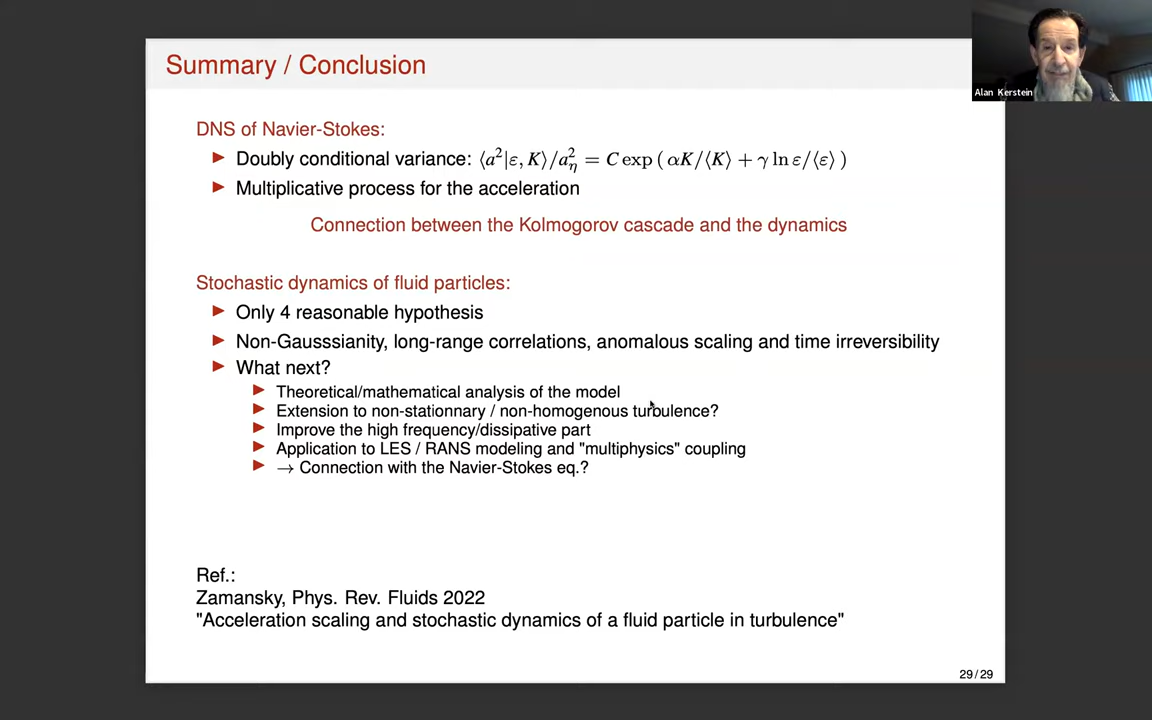 Summary / Conclusion
Alan Kerstein
DNS of Navier-Stokes:
► Doubly conditional variance: ⟨a²|ε, K⟩/a_η² = C exp ( αK/⟨K⟩ + γ ln ε/⟨ε⟩ )
► Multiplicative process for the acceleration
Connection between the Kolmogorov cascade and the dynamics
Stochastic dynamics of fluid particles:
► Only 4 reasonable hypothesis
► Non-Gausssianity, long-range correlations, anomalous scaling and time irreversibility
► What next?
► Theoretical/mathematical analysis of the model
► Extension to non-stationnary / non-homogenous turbulence?
► Improve the high frequency/dissipative part
► Application to LES / RANS modeling and "multiphysics" coupling
► → Connection with the Navier-Stokes eq.?
Ref.:
Zamansky, Phys. Rev. Fluids 2022
"Acceleration scaling and stochastic dynamics of a fluid particle in turbulence"
29/29